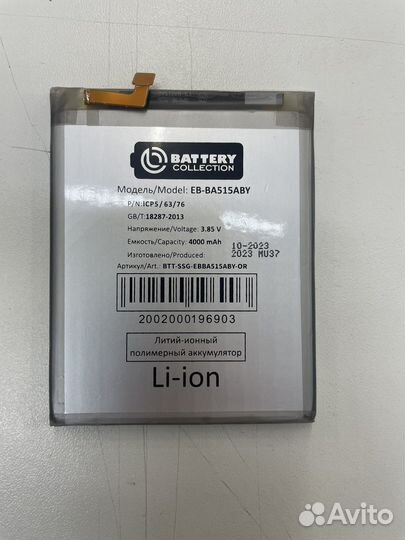 BATTERY
COLLECTION
Модель/Model: EB-BA515ABY
P/N:ICP5/63/76
GB/T:18287-2013
Напряжение/Voltage: 3.85 V
Емкость/Capacity: 4000 mAh
Изготовлено/Produced:
10-2023
2023 MU37
Артикул/Art. BTT-SSG-EBBA515ABY-OR
2002000196903
Литий-ионный
полимерный аккумулятор
Li-ion
Avito